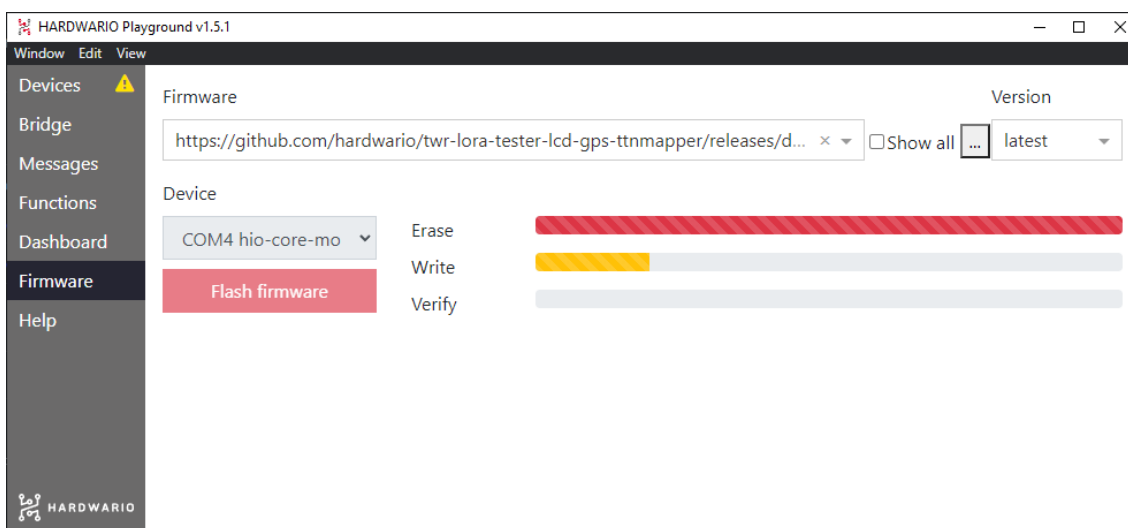 HARDWARIO Playground v1.5.1
Window Edit View
Devices
Bridge
Messages
Functions
Dashboard
Firmware
Help
HARDWARIO
Firmware
Version
https://github.com/hardwario/twr-lora-tester-lcd-gps-ttnmapper/releases/d... Show all ... latest
Device
COM4 hio-core-mo
Flash firmware
Erase
Write
Verify